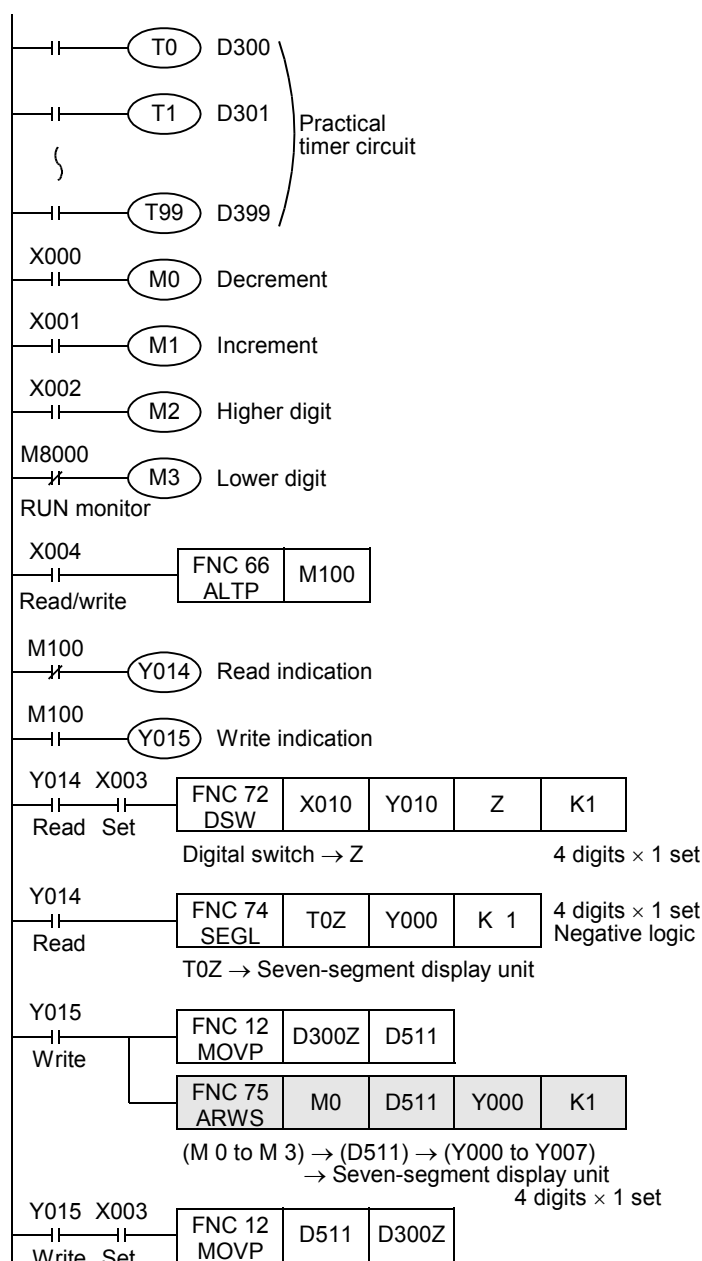 T0 D300
T1 D301
Practical
timer circuit
T99 D399
X000
M0 Decrement
X001
M1 Increment
X002
M2 Higher digit
M8000
M3 Lower digit
RUN monitor
X004
FNC 66
ALTP
M100
Read/write
M100
Y014 Read indication
M100
Y015 Write indication
Y014 X003
Read Set
FNC 72
DSW
X010 Y010 Z K1
Digital switch → Z 4 digits × 1 set
Y014
Read
FNC 74
SEGL
T0Z Y000 K 1
4 digits × 1 set
Negative logic
T0Z → Seven-segment display unit
Y015
Write
FNC 12
MOVP
D300Z D511
FNC 75
ARWS
M0 D511 Y000 K1
(M 0 to M 3) → (D511) → (Y000 to Y007)
→ Seven-segment display unit
4 digits × 1 set
Y015 X003
Write Set
FNC 12
MOVP
D511 D300Z